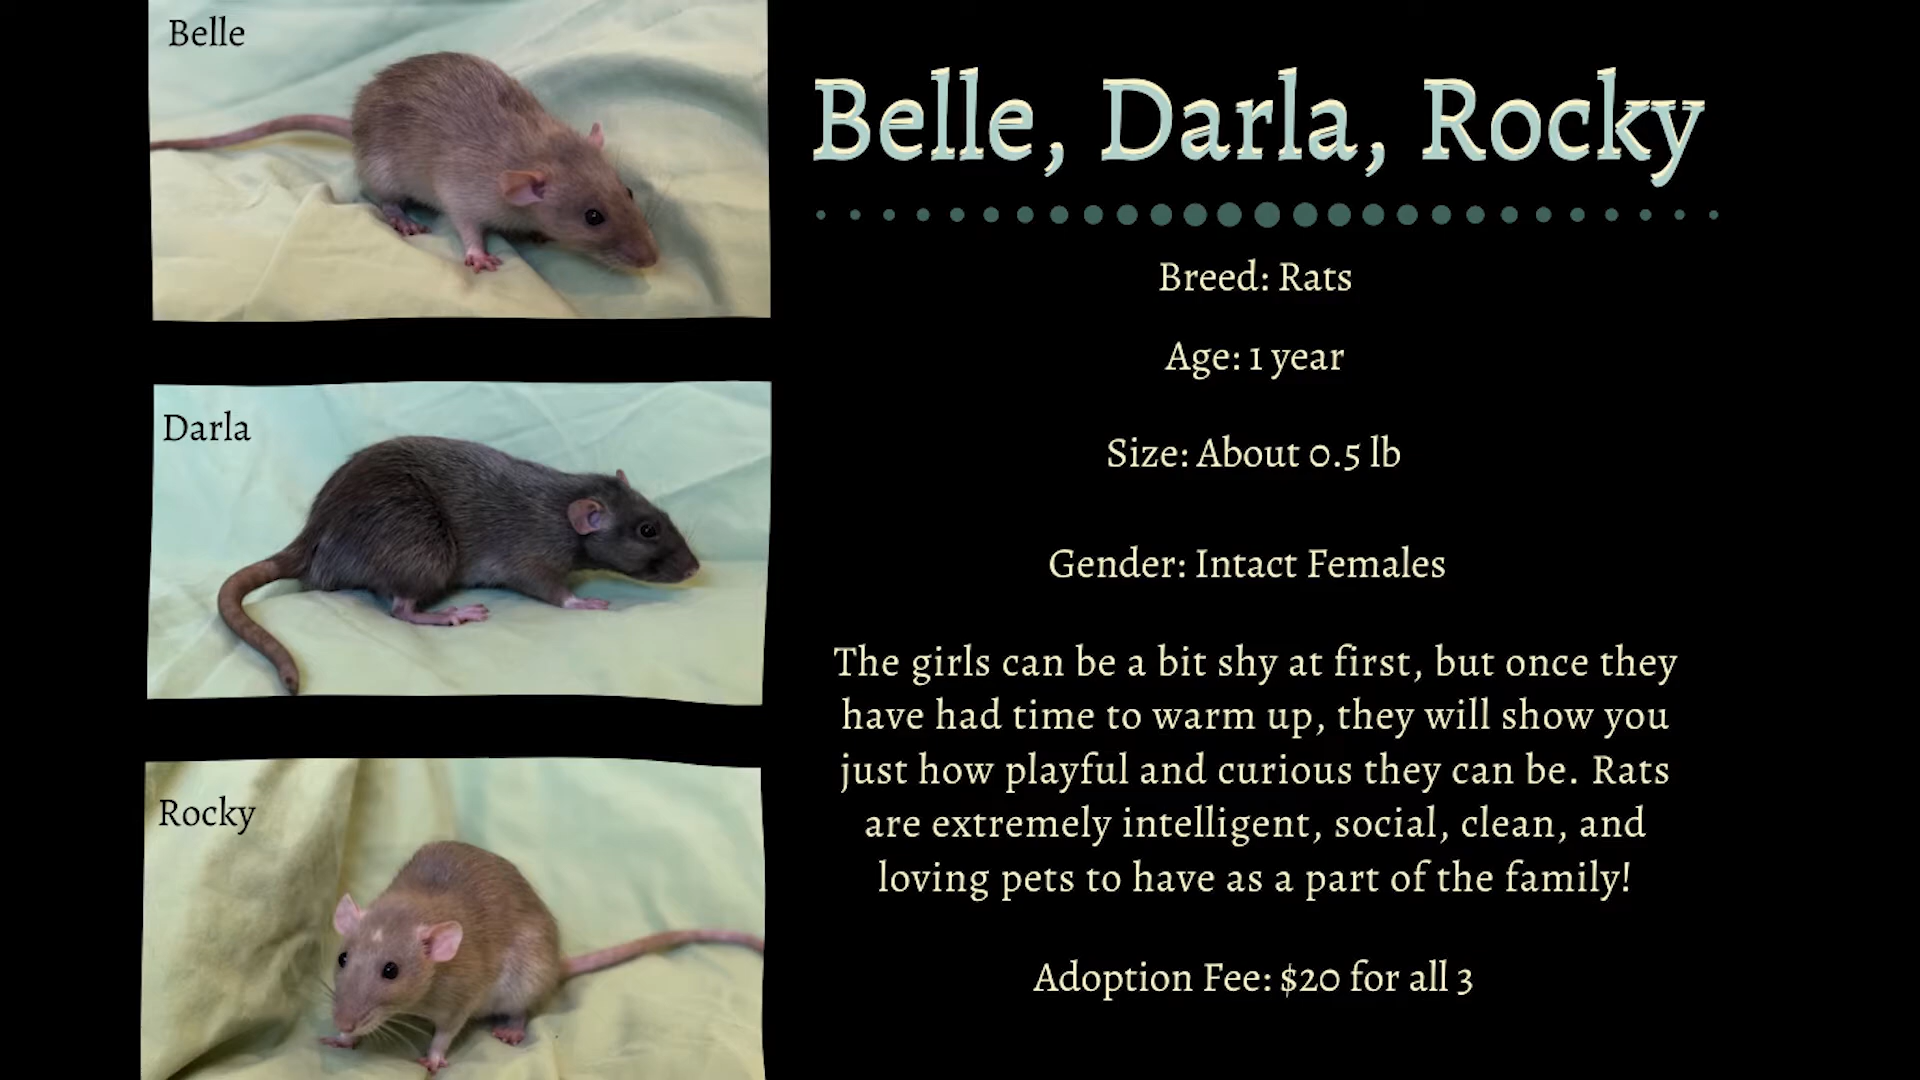 Belle
Belle, Darla, Rocky
Breed: Rats
Age: 1 year
Darla
Size: About 0.5 lb
Gender: Intact Females
The girls can be a bit shy at first, but once they
have had time to warm up, they will show you
just how playful and curious they can be. Rats
are extremely intelligent, social, clean, and
loving pets to have as a part of the family!
Rocky
Adoption Fee: $20 for all 3